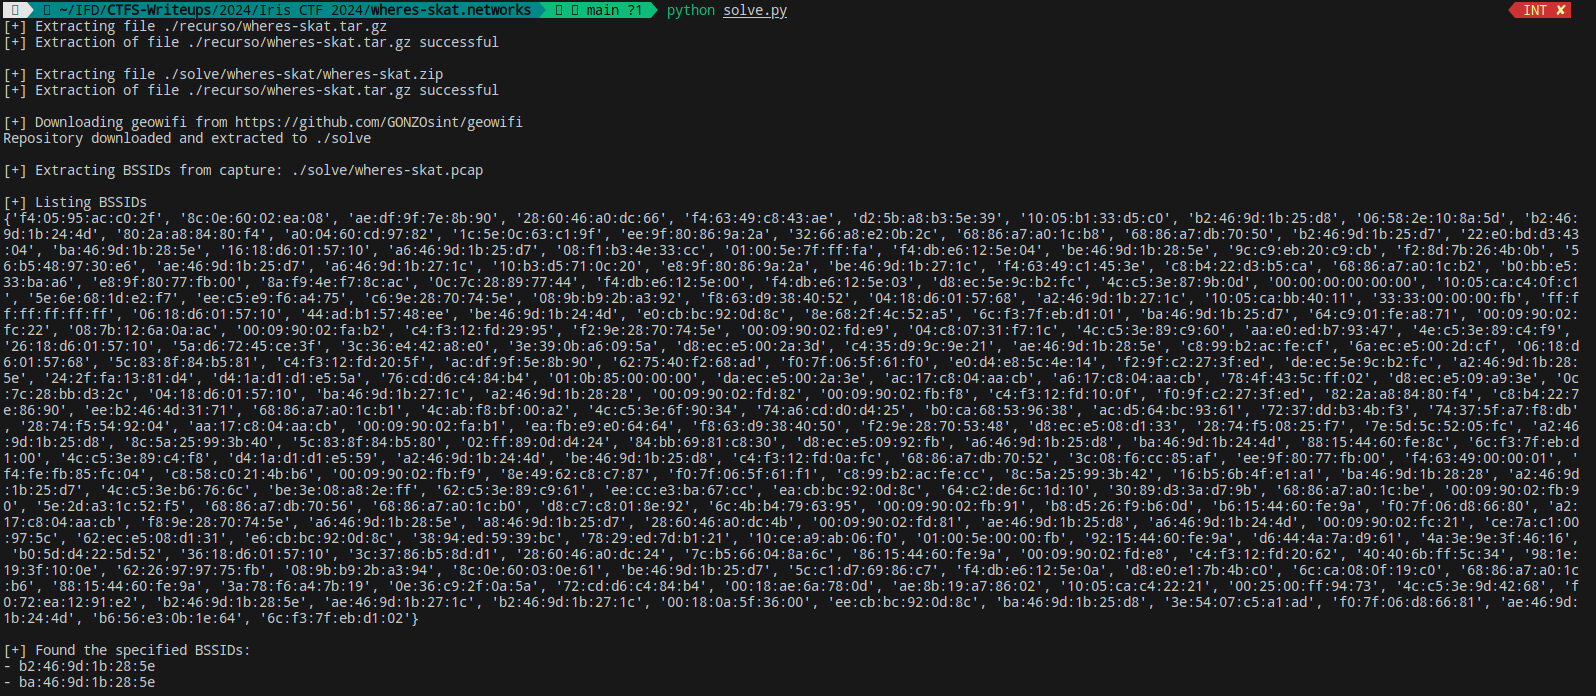 ~/IFD/CTFS-Writeups/2024/Iris CTF 2024/wheres-skat.networks main ?1 python solve.py INT ✘
[+] Extracting file ./recurso/wheres-skat.tar.gz
[+] Extraction of file ./recurso/wheres-skat.tar.gz successful
[+] Extracting file ./solve/wheres-skat/wheres-skat.zip
[+] Extraction of file ./recurso/wheres-skat.tar.gz successful
[+] Downloading geowifi from https://github.com/GONZOsint/geowifi
Repository downloaded and extracted to ./solve
[+] Extracting BSSIDs from capture: ./solve/wheres-skat.pcap
[+] Listing BSSIDs
{'f4:05:95:ac:c0:2f', '8c:0e:60:02:ea:08', 'ae:df:9f:7e:8b:90', '28:60:46:a0:dc:66', 'f4:63:49:c8:43:ae', 'd2:5b:a8:b3:5e:39', '10:05:b1:33:d5:c0', 'b2:46:9d:1b:25:d8', '06:58:2e:10:8a:5d', 'b2:46:
9d:1b:24:4d', '80:2a:a8:84:80:f4', 'a0:04:60:cd:97:82', '1c:5e:0c:63:c1:9f', 'ee:9f:80:86:9a:2a', '32:66:a8:e2:0b:2c', '68:86:a7:a0:1c:b8', '68:86:a7:db:70:50', 'b2:46:9d:1b:25:d7', '22:e0:bd:d3:43
:04', 'ba:46:9d:1b:28:5e', '16:18:d6:01:57:10', 'a6:46:9d:1b:25:d7', '08:f1:b3:4e:33:cc', '01:00:5e:7f:ff:fa', 'f4:db:e6:12:5e:04', 'be:46:9d:1b:28:5e', '9c:c9:eb:20:c9:cb', 'f2:8d:7b:26:4b:0b', '5
6:b5:48:97:30:e6', 'ae:46:9d:1b:25:d7', 'a6:46:9d:1b:27:1c', '10:b3:d5:71:0c:20', 'e8:9f:80:86:9a:2a', 'be:46:9d:1b:27:1c', 'f4:63:49:c1:45:3e', 'c8:b4:22:d3:b5:ca', '68:86:a7:a0:1c:b2', 'b0:bb:e5:
33:ba:a6', 'e8:9f:80:77:fb:00', '8a:f9:4e:f7:8c:ac', '0c:7c:28:89:77:44', 'f4:db:e6:12:5e:00', 'f4:db:e6:12:5e:03', 'd8:ec:5e:9c:b2:fc', '4c:c5:3e:87:9b:0d', '00:00:00:00:00:00', '10:05:ca:c4:0f:c1
', '5e:6e:68:1d:e2:f7', 'ee:c5:e9:f6:a4:75', 'c6:9e:28:70:74:5e', '08:9b:b9:2b:a3:92', 'f8:63:d9:38:40:52', '04:18:d6:01:57:68', 'a2:46:9d:1b:27:1c', '10:05:ca:bb:40:11', '33:33:00:00:00:fb', 'ff:f
f:ff:ff:ff:ff', '06:18:d6:01:57:10', '44:ad:b1:57:48:ee', 'be:46:9d:1b:24:4d', 'e0:cb:bc:92:0d:8c', '8e:68:2f:4c:52:a5', '6c:f3:7f:eb:d1:01', 'ba:46:9d:1b:25:d7', '64:c9:01:fe:a8:71', '00:09:90:02:
fc:22', '08:7b:12:6a:0a:ac', '00:09:90:02:fa:b2', 'c4:f3:12:fd:29:95', 'f2:9e:28:70:74:5e', '00:09:90:02:fd:e9', '04:c8:07:31:f7:1c', '4c:c5:3e:89:c9:60', 'aa:e0:ed:b7:93:47', '4e:c5:3e:89:c4:f9',
'26:18:d6:01:57:10', '5a:d6:72:45:ce:3f', '3c:36:e4:42:a8:e0', '3e:39:0b:a6:09:5a', 'd8:ec:e5:00:2a:3d', 'c4:35:d9:9c:9e:21', 'ae:46:9d:1b:28:5e', 'c8:99:b2:ac:fe:cf', '6a:ec:e5:00:2d:cf', '06:18:d
6:01:57:68', '5c:83:8f:84:b5:81', 'c4:f3:12:fd:20:5f', 'ac:df:9f:5e:8b:90', '62:75:40:f2:68:ad', 'f0:7f:06:5f:61:f0', 'e0:d4:e8:5c:4e:14', 'f2:9f:c2:27:3f:ed', 'de:ec:5e:9c:b2:fc', 'a2:46:9d:1b:28:
5e', '24:2f:fa:13:81:d4', 'd4:1a:d1:d1:e5:5a', '76:cd:d6:c4:84:b4', '01:0b:85:00:00:00', 'da:ec:e5:00:2a:3e', 'ac:17:c8:04:aa:cb', 'a6:17:c8:04:aa:cb', '78:4f:43:5c:ff:02', 'd8:ec:e5:09:a9:3e', '0c
:7c:28:bb:d3:2c', '04:18:d6:01:57:10', 'ba:46:9d:1b:27:1c', 'a2:46:9d:1b:28:28', '00:09:90:02:fd:82', '00:09:90:02:fb:f8', 'c4:f3:12:fd:10:0f', 'f0:9f:c2:27:3f:ed', '82:2a:a8:84:80:f4', 'c8:b4:22:7
e:86:90', 'ee:b2:46:4d:31:71', '68:86:a7:a0:1c:b1', '4c:ab:f8:bf:00:a2', '4c:c5:3e:6f:90:34', '74:a6:cd:d0:d4:25', 'b0:ca:68:53:96:38', 'ac:d5:64:bc:93:61', '72:37:dd:b3:4b:f3', '74:37:5f:a7:f8:db'
, '28:74:f5:54:92:04', 'aa:17:c8:04:aa:cb', '00:09:90:02:fa:b1', 'ea:fb:e9:e0:64:64', 'f8:63:d9:38:40:50', 'f2:9e:28:70:53:48', 'd8:ec:e5:08:d1:33', '28:74:f5:08:25:f7', '7e:5d:5c:52:05:fc', 'a2:46
:9d:1b:25:d8', '8c:5a:25:99:3b:40', '5c:83:8f:84:b5:80', '02:ff:89:0d:d4:24', '84:bb:69:81:c8:30', 'd8:ec:e5:09:92:fb', 'a6:46:9d:1b:25:d8', 'ba:46:9d:1b:24:4d', '88:15:44:60:fe:8c', '6c:f3:7f:eb:d
1:00', '4c:c5:3e:89:c4:f8', 'd4:1a:d1:d1:e5:59', 'a2:46:9d:1b:24:4d', 'be:46:9d:1b:25:d8', 'c4:f3:12:fd:0a:fc', '68:86:a7:db:70:52', '3c:08:f6:cc:85:af', 'ee:9f:80:77:fb:00', 'f4:63:49:00:00:01', '
f4:fe:fb:85:fc:04', 'c8:58:c0:21:4b:b6', '00:09:90:02:fb:f9', '8e:49:62:c8:c7:87', 'f0:7f:06:5f:61:f1', 'c8:99:b2:ac:fe:cc', '8c:5a:25:99:3b:42', '16:b5:6b:4f:e1:a1', 'ba:46:9d:1b:28:28', 'a2:46:9d
:1b:25:d7', '4c:c5:3e:b6:76:6c', 'be:3e:08:a8:2e:ff', '62:c5:3e:89:c9:61', 'ee:cc:e3:ba:67:cc', 'ea:cb:bc:92:0d:8c', '64:c2:de:6c:1d:10', '30:89:d3:3a:d7:9b', '68:86:a7:a0:1c:be', '00:09:90:02:fb:9
0', '5e:2d:a3:1c:52:f5', '68:86:a7:db:70:56', '68:86:a7:a0:1c:b0', 'd8:c7:c8:01:8e:92', '6c:4b:b4:79:63:95', '00:09:90:02:fb:91', 'b8:d5:26:f9:b6:0d', 'b6:15:44:60:fe:9a', 'f0:7f:06:d8:66:80', 'a2:
17:c8:04:aa:cb', 'f8:9e:28:70:74:5e', 'a6:46:9d:1b:28:5e', 'a8:46:9d:1b:25:d7', '28:60:46:a0:dc:4b', '00:09:90:02:fd:81', 'ae:46:9d:1b:25:d8', 'a6:46:9d:1b:24:4d', '00:09:90:02:fc:21', 'ce:7a:c1:00
:97:5c', '62:ec:e5:08:d1:31', 'e6:cb:bc:92:0d:8c', '38:94:ed:59:39:bc', '78:29:ed:7d:b1:21', '10:ce:a9:ab:06:f0', '01:00:5e:00:00:fb', '92:15:44:60:fe:9a', 'd6:44:4a:7a:d9:61', '4a:3e:9e:3f:46:16',
'b0:5d:d4:22:5d:52', '36:18:d6:01:57:10', '3c:37:86:b5:8d:d1', '28:60:46:a0:dc:24', '7c:b5:66:04:8a:6c', '86:15:44:60:fe:9a', '00:09:90:02:fd:e8', 'c4:f3:12:fd:20:62', '40:40:6b:ff:5c:34', '98:1e:
19:3f:10:0e', '62:26:97:97:75:fb', '08:9b:b9:2b:a3:94', '8c:0e:60:03:0e:61', 'be:46:9d:1b:25:d7', '5c:c1:d7:69:86:c7', 'f4:db:e6:12:5e:0a', 'd8:e0:e1:7b:4b:c0', '6c:ca:08:0f:19:c0', '68:86:a7:a0:1c
:b6', '88:15:44:60:fe:9a', '3a:78:f6:a4:7b:19', '0e:36:c9:2f:0a:5a', '72:cd:d6:c4:84:b4', '00:18:ae:6a:78:0d', 'ae:8b:19:a7:86:02', '10:05:ca:c4:22:21', '00:25:00:ff:94:73', '4c:c5:3e:9d:42:68', 'f
0:72:ea:12:91:e2', 'b2:46:9d:1b:28:5e', 'ae:46:9d:1b:27:1c', 'b2:46:9d:1b:27:1c', '00:18:0a:5f:36:00', 'ee:cb:bc:92:0d:8c', 'ba:46:9d:1b:25:d8', '3e:54:07:c5:a1:ad', 'f0:7f:06:d8:66:81', 'ae:46:9d:
1b:24:4d', 'b6:56:e3:0b:1e:64', '6c:f3:7f:eb:d1:02'}
[+] Found the specified BSSIDs:
- b2:46:9d:1b:28:5e
- ba:46:9d:1b:28:5e